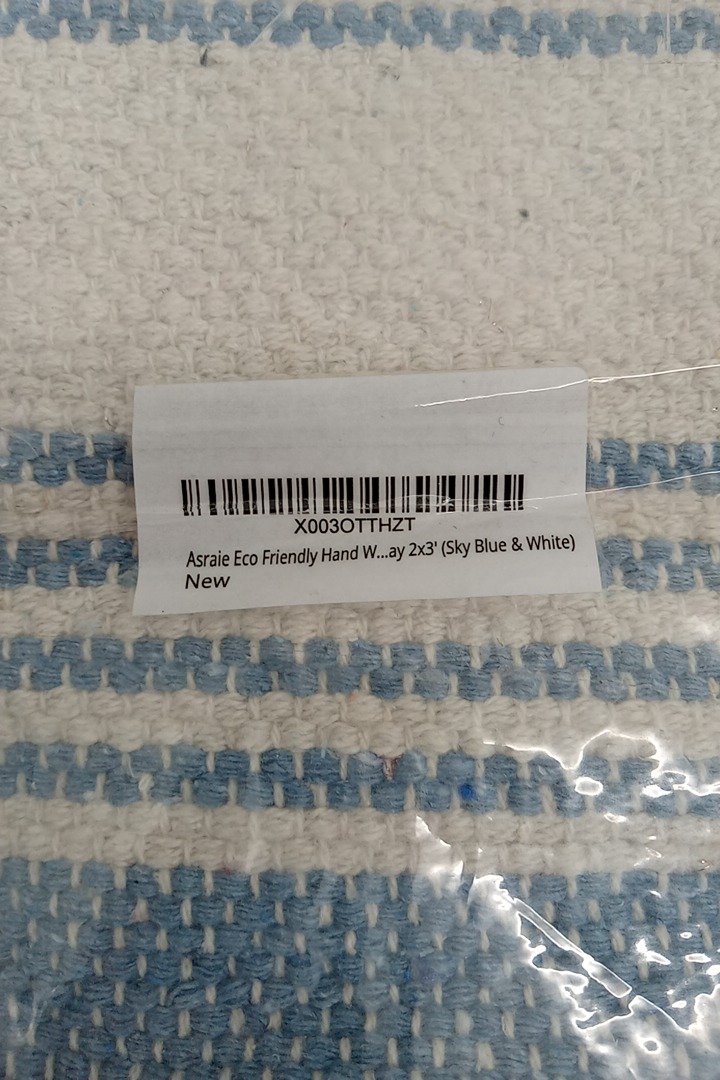 X003OTTHZT
Asraie Eco Friendly Hand W...ay 2x3' (Sky Blue & White)
New